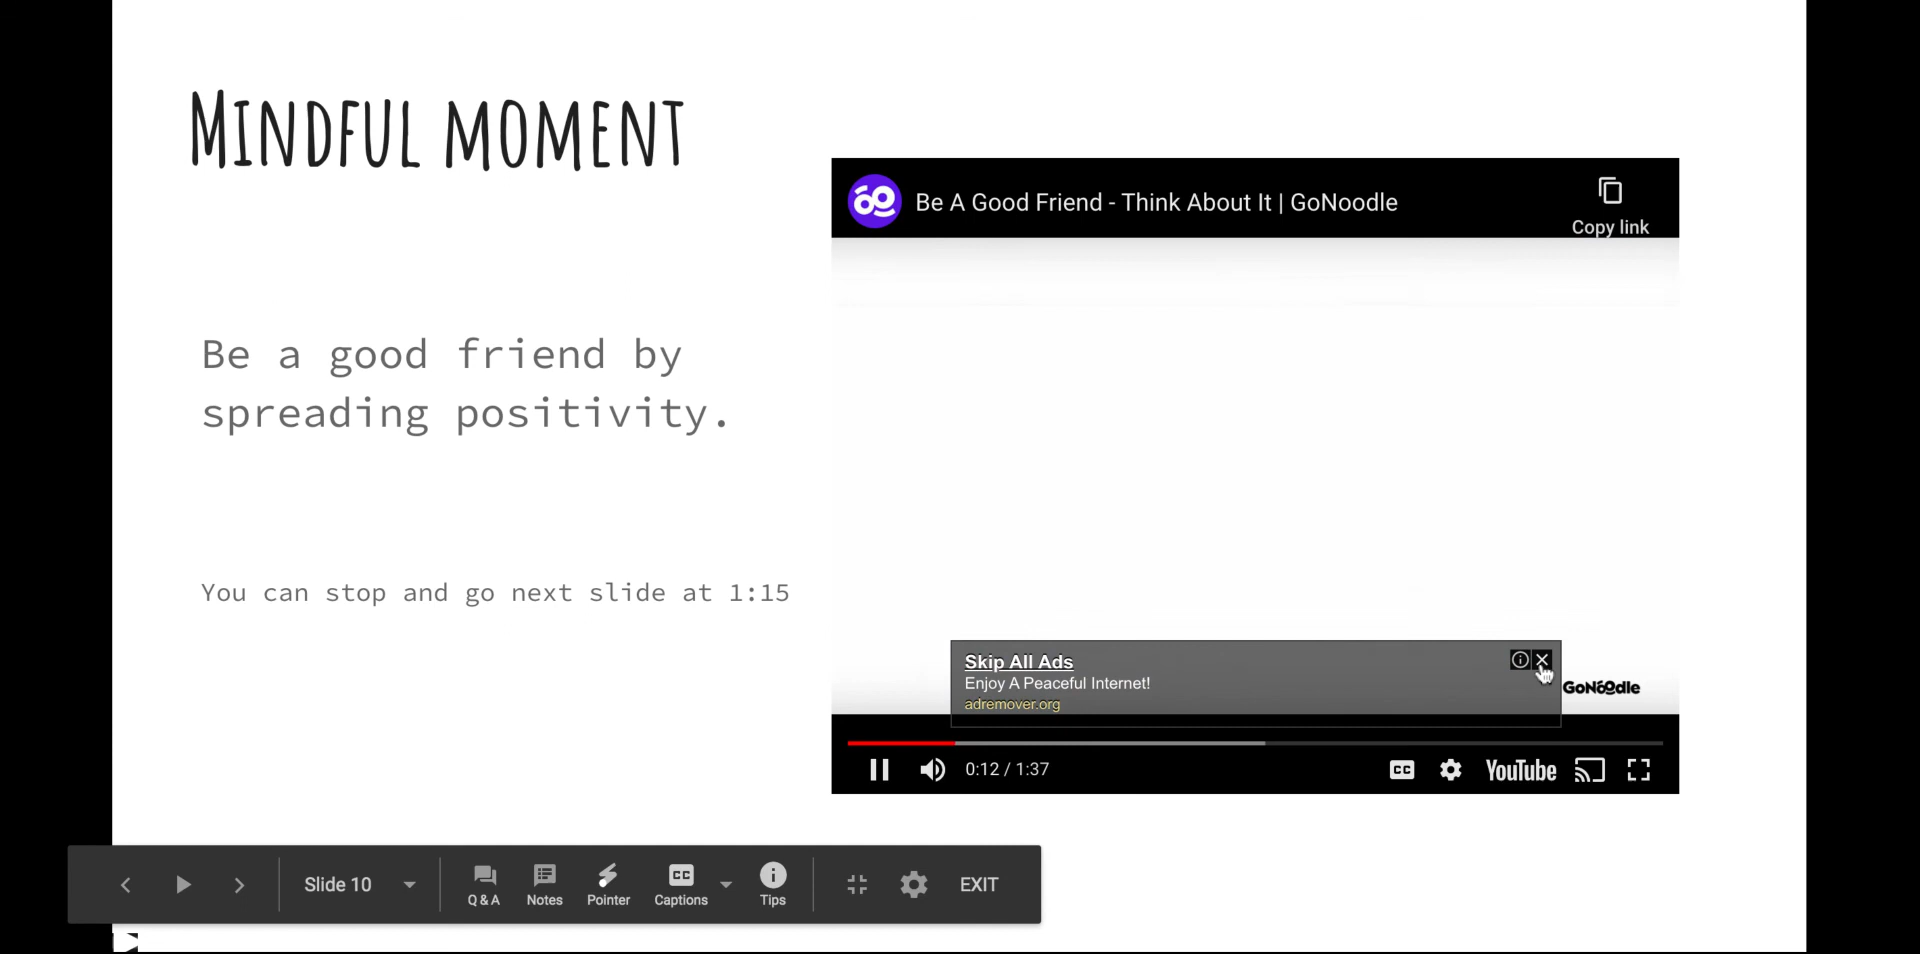 Mindful moment
Be A Good Friend - Think About It | GoNoodle
Copy link
Be a good friend by
spreading positivity.
You can stop and go next slide at 1:15
Skip All Ads
Enjoy A Peaceful Internet!
adremover.org
GoNoodle
0:12 / 1:37
CC
YouTube
Slide 10
Q & A
Notes
Pointer
CC
Captions
Tips
EXIT